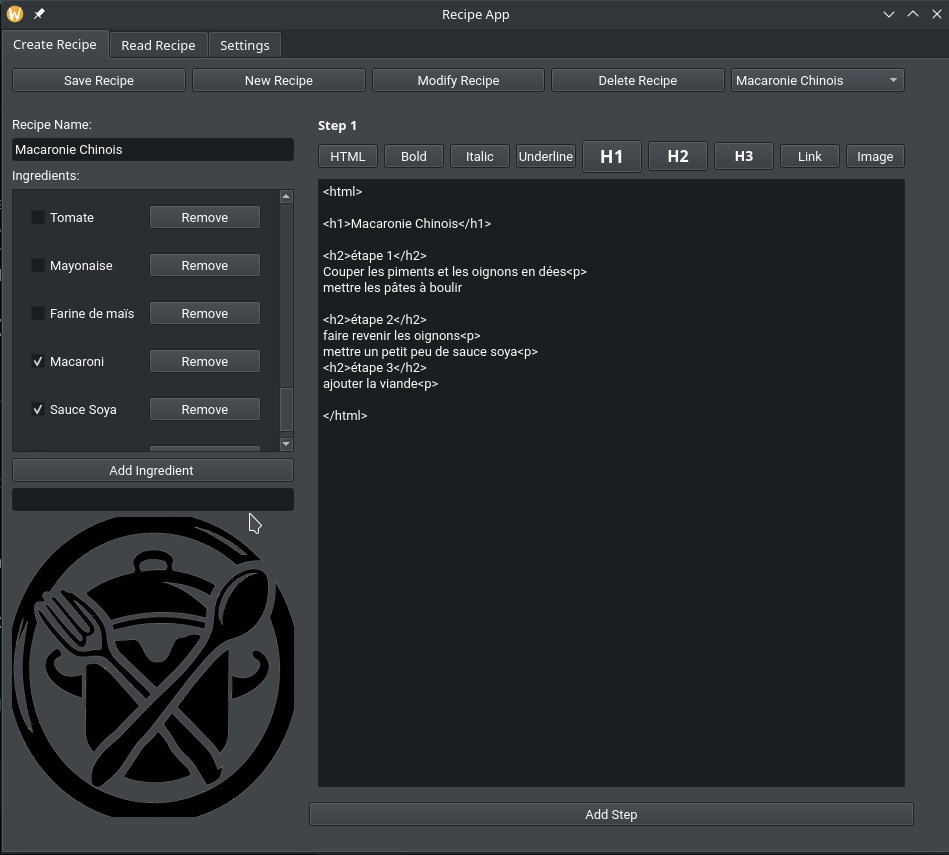 Recipe App
Create Recipe
Read Recipe
Settings
Save Recipe
New Recipe
Modify Recipe
Delete Recipe
Macaronie Chinois
Recipe Name:
Macaronie Chinois
Ingredients:
Tomate
Remove
Mayonaise
Remove
Farine de maïs
Remove
Macaroni
Remove
Sauce Soya
Remove
Add Ingredient
Step 1
HTML
Bold
Italic
Underline
H1
H2
H3
Link
Image
<html>
<h1>Macaronie Chinois</h1>
<h2>étape 1</h2>
Couper les piments et les oignons en dées<p>
mettre les pâtes à boulir
<h2>étape 2</h2>
faire revenir les oignons<p>
mettre un petit peu de sauce soya<p>
<h2>étape 3</h2>
ajouter la viande<p>
</html>
Add Step